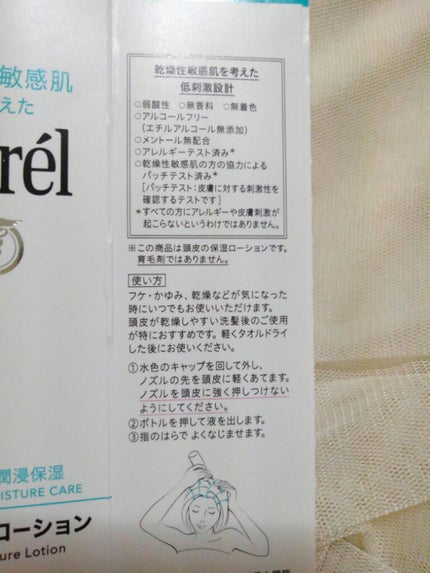 敏感肌
えた
rél
潤浸保湿
ISTURE CARE
ローション
ure Lotion
乾燥性敏感肌を考えた
低刺激設計
○弱酸性 ○無香料 ○無着色
○アルコールフリー
(エチルアルコール無添加)
○メントール無配合
○アレルギーテスト済み*
○乾燥性敏感肌の方の協力による
パッチテスト済み*
[パッチテスト:皮膚に対する刺激性を
確認するテストです]
*すべての方にアレルギーや皮膚刺激が
起こらないというわけではありません。
※この商品は頭皮の保湿ローションです。
育毛剤ではありません。
使い方
フケ・かゆみ、乾燥などが気になった
時にいつでもお使いいただけます。
頭皮が乾燥しやすい洗髪後のご使用
が特におすすめです。軽くタオルドライ
した後にお使いください。
①水色のキャップを回して外し、
ノズルの先を頭皮に軽くあてます。
ノズルを頭皮に強く押しつけない
ようにしてください。
②ボトルを押して液を出します。
③指のはらで よくなじませます。